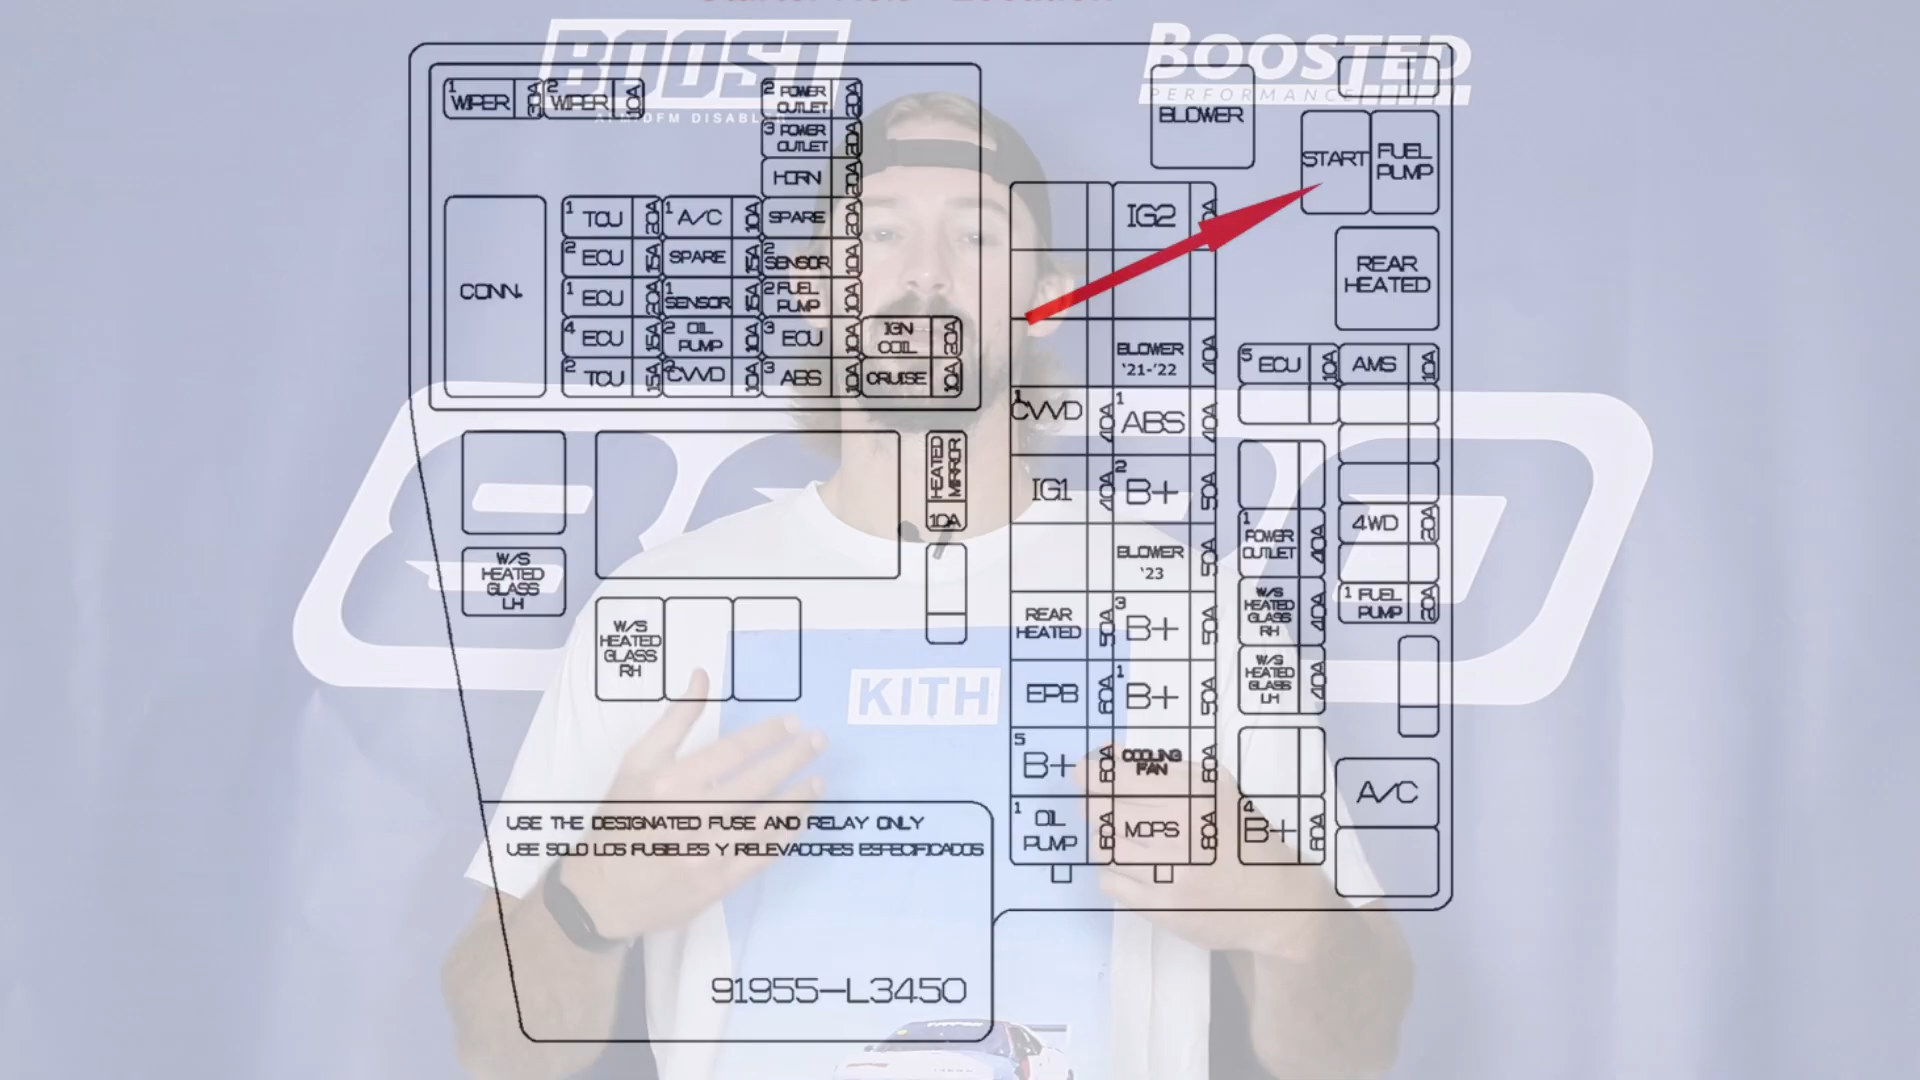 BOOST
BOOSTED
PERFORMANCE
1 WIPER
2 WIPER 10A
2 POWER OUTLET 20A
3 POWER OUTLET 20A
HORN 20A
BLOWER
START
FUEL PUMP
IG2
REAR HEATED
CONN.
1 TCU 20A
1 A/C 10A
SPARE 20A
2 ECU 15A
SPARE 15A
2 SENSOR 10A
1 ECU 20A
1 SENSOR 15A
2 FUEL PUMP 10A
4 ECU 15A
2 OIL PUMP 10A
3 ECU 10A
IGN COIL 20A
2 TCU 15A
2 CVVD 10A
3 ABS 10A
CRUISE 10A
BLOWER '21-'22 40A
5 ECU 10A
AMS 10A
1 CVVD 40A
1 ABS 40A
HEATED MIRROR 10A
IG1 40A
2 B+ 50A
1 POWER OUTLET 40A
4WD 20A
W/S HEATED GLASS LH
BLOWER '23 50A
W/S HEATED GLASS RH 40A
1 FUEL PUMP 20A
W/S HEATED GLASS RH
REAR HEATED 50A
3 B+ 50A
W/S HEATED GLASS LH 40A
KITH
EPB 60A
1 B+ 50A
5 B+ 60A
COOLING FAN 80A
A/C
1 OIL PUMP 60A
MDPS 80A
4 B+ 60A
USE THE DESIGNATED FUSE AND RELAY ONLY
USE SOLO LOS FUSIBLES Y RELEVADORES ESPECIFICADOS
91955-L3450